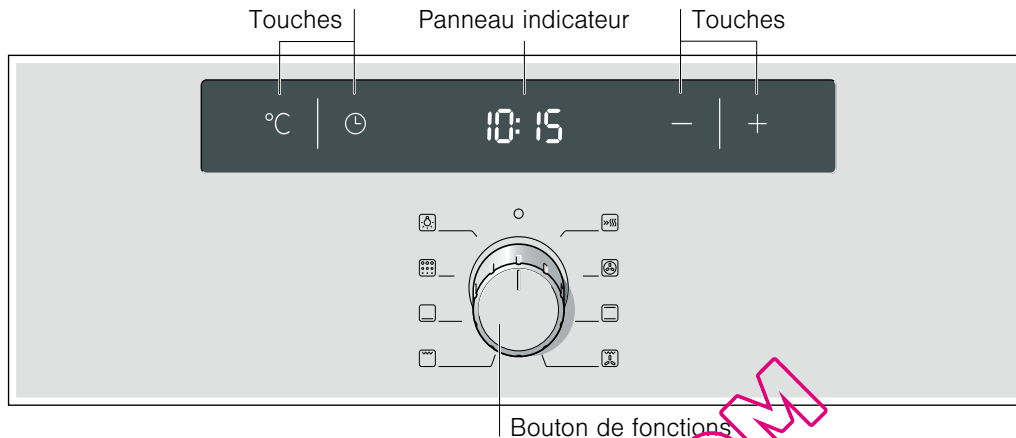 Touches Panneau indicateur Touches
°C 10:15 − +
Bouton de fonctions